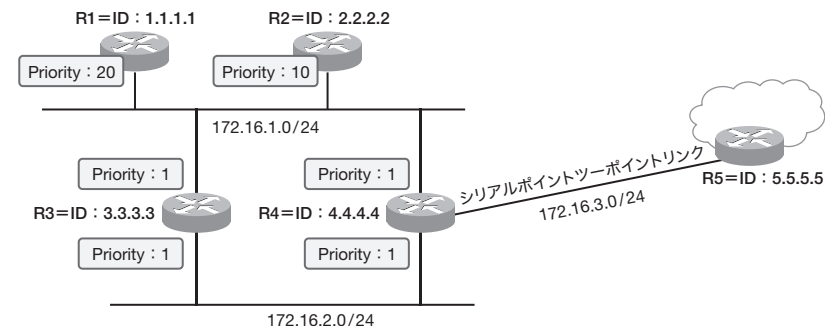 R1=ID：1.1.1.1
R2=ID：2.2.2.2
Priority：20
Priority：10
172.16.1.0/24
Priority：1
Priority：1
シリアルポイントツーポイントリンク
172.16.3.0/24
R5=ID：5.5.5.5
R3=ID：3.3.3.3
R4=ID：4.4.4.4
Priority：1
Priority：1
172.16.2.0/24